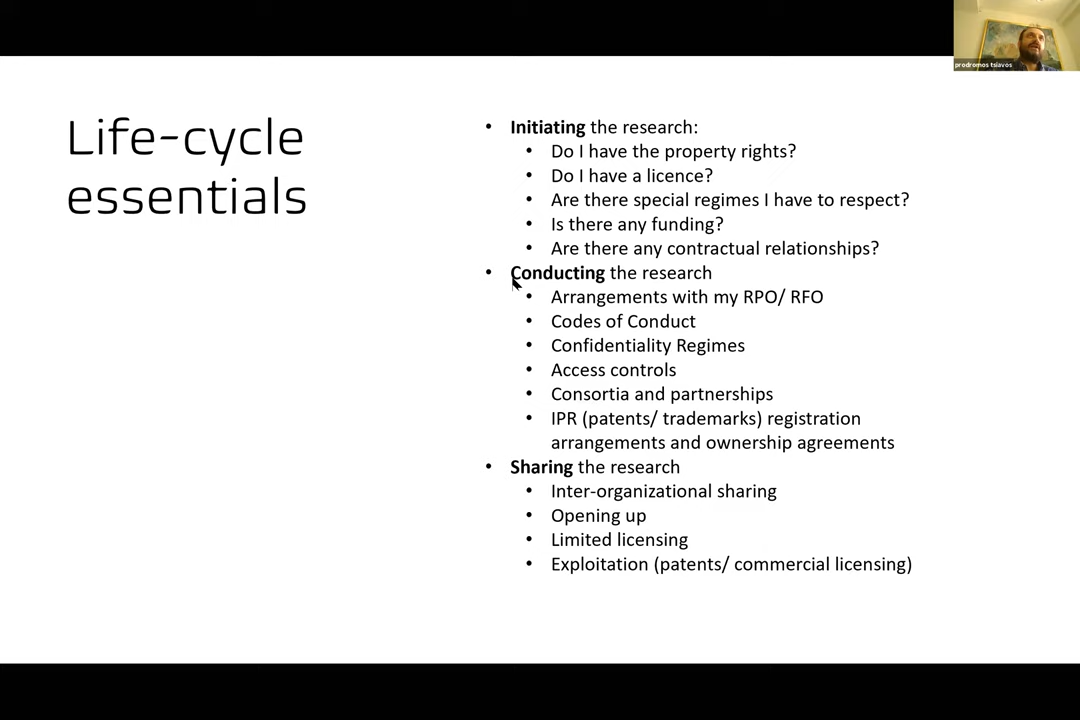 prodromos tsiavos
Life-cycle
essentials
• Initiating the research:
• Do I have the property rights?
• Do I have a licence?
• Are there special regimes I have to respect?
• Is there any funding?
• Are there any contractual relationships?
• Conducting the research
• Arrangements with my RPO/ RFO
• Codes of Conduct
• Confidentiality Regimes
• Access controls
• Consortia and partnerships
• IPR (patents/ trademarks) registration
arrangements and ownership agreements
• Sharing the research
• Inter-organizational sharing
• Opening up
• Limited licensing
• Exploitation (patents/ commercial licensing)